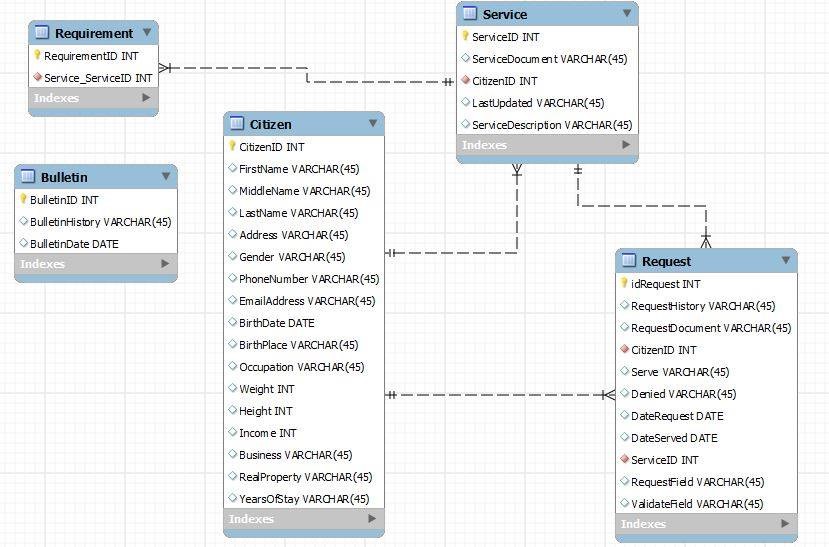 Requirement
RequirementID INT
Service_ServiceID INT
Indexes
Service
ServiceID INT
ServiceDocument VARCHAR(45)
CitizenID INT
LastUpdated VARCHAR(45)
ServiceDescription VARCHAR(45)
Indexes
Citizen
CitizenID INT
FirstName VARCHAR(45)
MiddleName VARCHAR(45)
LastName VARCHAR(45)
Address VARCHAR(45)
Gender VARCHAR(45)
PhoneNumber VARCHAR(45)
EmailAddress VARCHAR(45)
BirthDate DATE
BirthPlace VARCHAR(45)
Occupation VARCHAR(45)
Weight INT
Height INT
Income INT
Business VARCHAR(45)
RealProperty VARCHAR(45)
YearsOfStay VARCHAR(45)
Indexes
Bulletin
BulletinID INT
BulletinHistory VARCHAR(45)
BulletinDate DATE
Indexes
Request
idRequest INT
RequestHistory VARCHAR(45)
RequestDocument VARCHAR(45)
CitizenID INT
Serve VARCHAR(45)
Denied VARCHAR(45)
DateRequest DATE
DateServed DATE
ServiceID INT
RequestField VARCHAR(45)
ValidateField VARCHAR(45)
Indexes